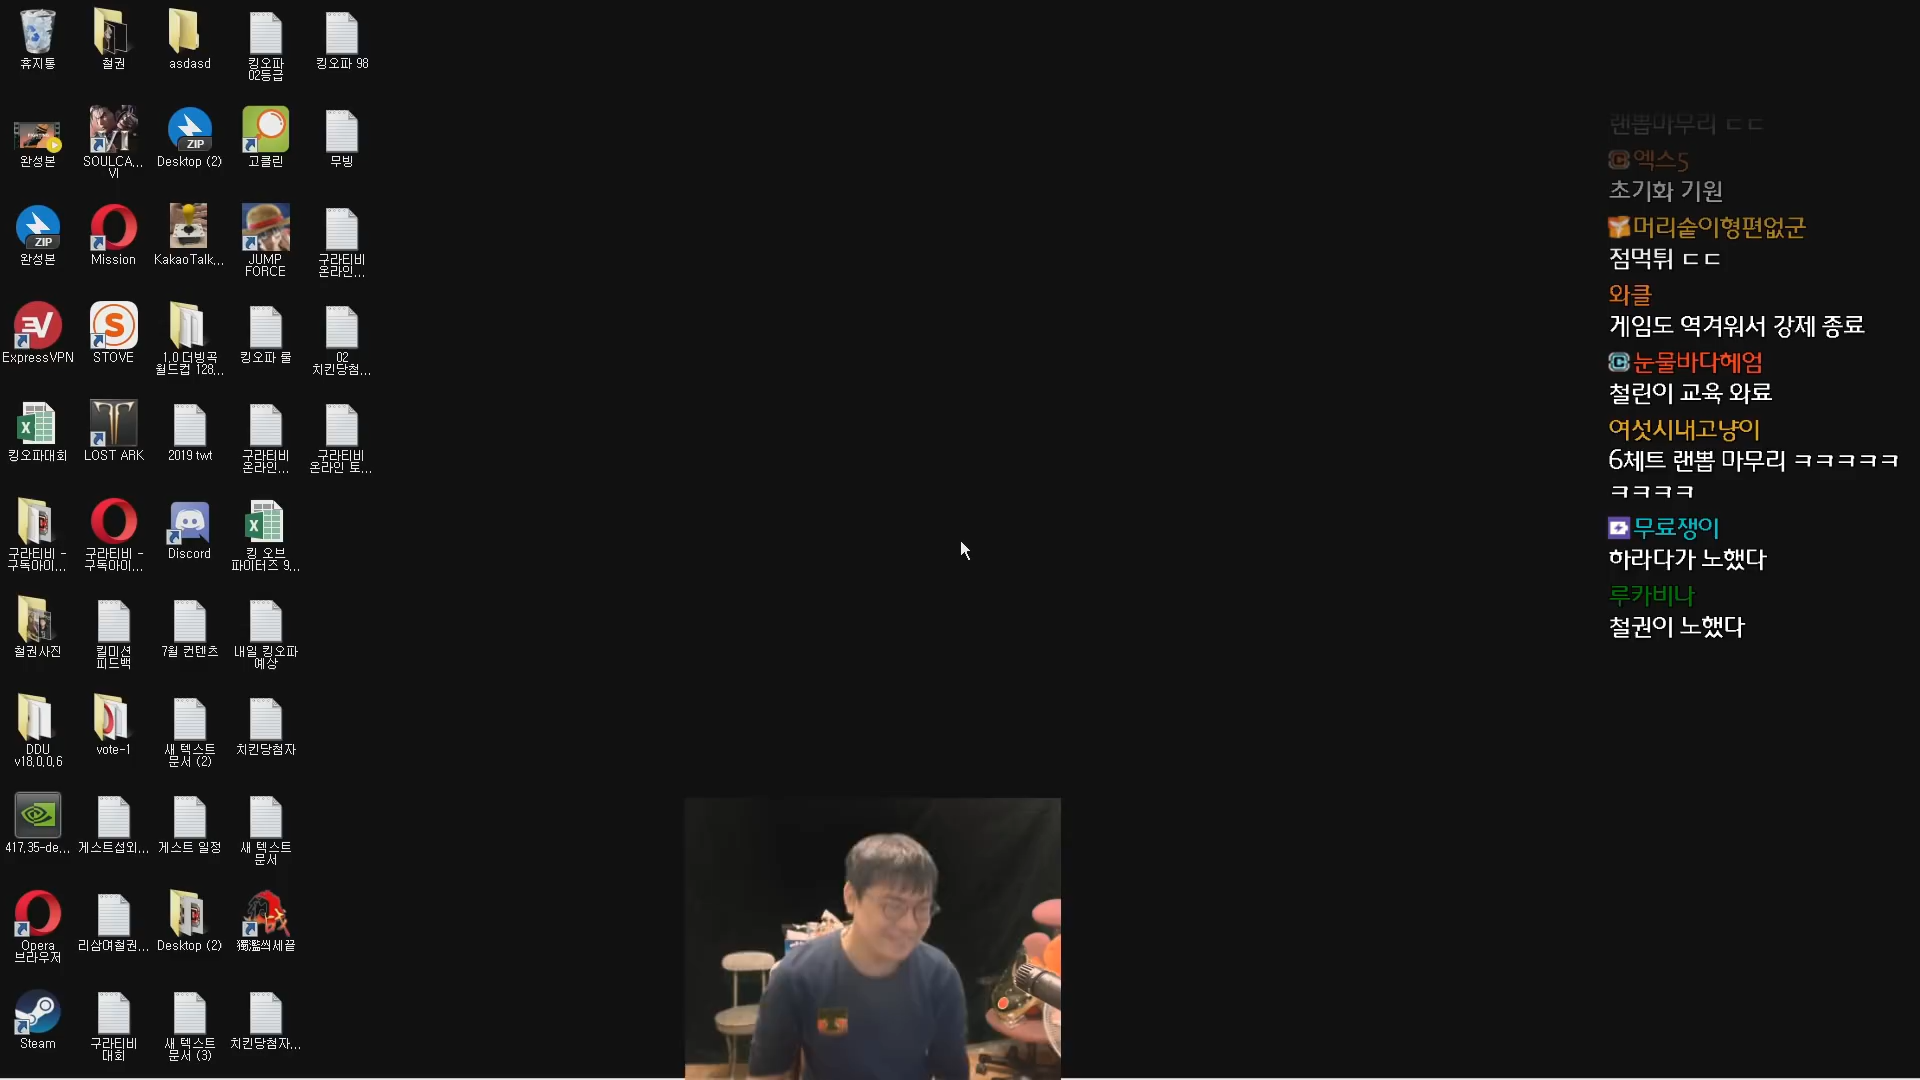 휴지통
철권
asdasd
킹오파
02등급
킹오파 98
완성본
SOULCA...
VI
ZIP
Desktop (2)
고클린
무빙
ZIP
완성본
Mission
KakaoTalk...
JUMP
FORCE
구라티비
온라인...
ExpressVPN
STOVE
1.0 더빙곡
월드컵 128...
킹오파 룰
02
치킨당첨...
킹오파대회
LOST ARK
2019 twt
구라티비
온라인...
구라티비
온라인 토...
구라티비 -
구독아이...
구라티비 -
구독아이...
Discord
킹 오브
파이터즈 9...
철권사진
킬미션
피드백
7월 컨텐츠
내일 킹오파
예상
DDU
v18.0.0.6
vote-1
새 텍스트
문서 (2)
치킨당첨자
417.35-de...
게스트섭외...
게스트 일정
새 텍스트
문서
Opera
브라우저
리삼며철권...
Desktop (2)
Steam
구라티비
대회
새 텍스트
문서 (3)
치킨당첨자...
랜뽑마무리 ㄷㄷ
엑스5
초기화 기원
머리숱이형편없군
점먹튀 ㄷㄷ
와클
게임도 역겨워서 강제 종료
눈물바다헤엄
철린이 교육 와료
여섯시내고냥이
6체트 랜뽑 마무리 ㅋㅋㅋㅋㅋ
ㅋㅋㅋㅋ
무료쟁이
하라다가 노했다
루카비나
철권이 노했다